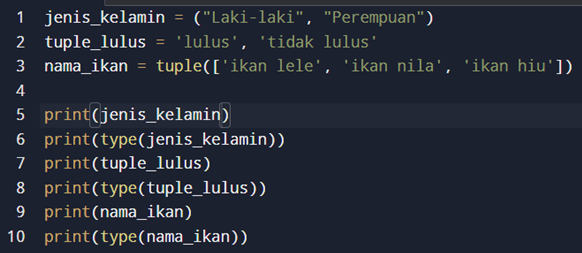 1 jenis_kelamin = ("Laki-laki", "Perempuan")
2 tuple_lulus = 'lulus', 'tidak lulus'
3 nama_ikan = tuple(['ikan lele', 'ikan nila', 'ikan hiu'])
4
5 print(jenis_kelamin)
6 print(type(jenis_kelamin))
7 print(tuple_lulus)
8 print(type(tuple_lulus))
9 print(nama_ikan)
10 print(type(nama_ikan))